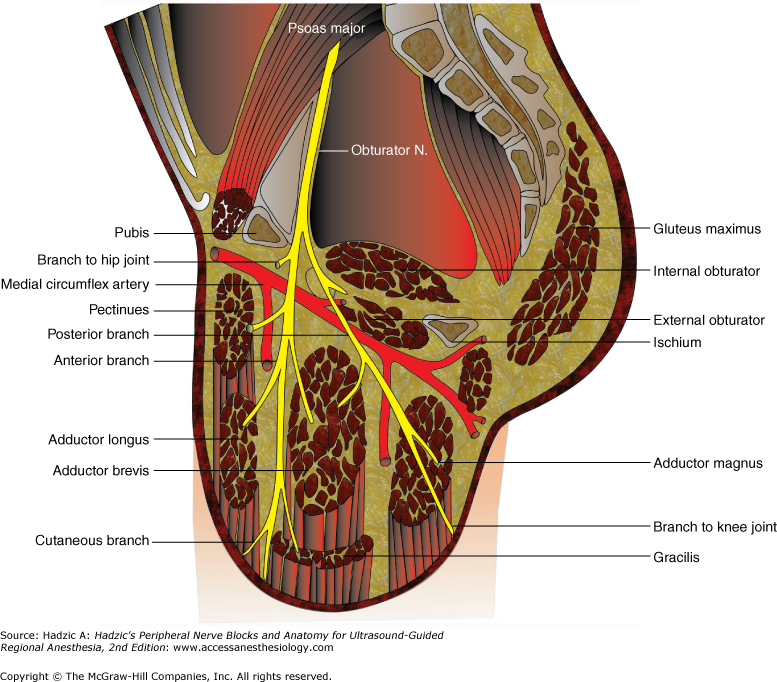 Psoas major
Obturator N.
Pubis
Branch to hip joint
Medial circumflex artery
Pectinues
Posterior branch
Anterior branch
Adductor longus
Adductor brevis
Cutaneous branch
Gluteus maximus
Internal obturator
External obturator
Ischium
Adductor magnus
Branch to knee joint
Gracilis
Source: Hadzic A: Hadzic's Peripheral Nerve Blocks and Anatomy for Ultrasound-Guided
Regional Anesthesia, 2nd Edition: www.accessanesthesiology.com
Copyright © The McGraw-Hill Companies, Inc. All rights reserved.